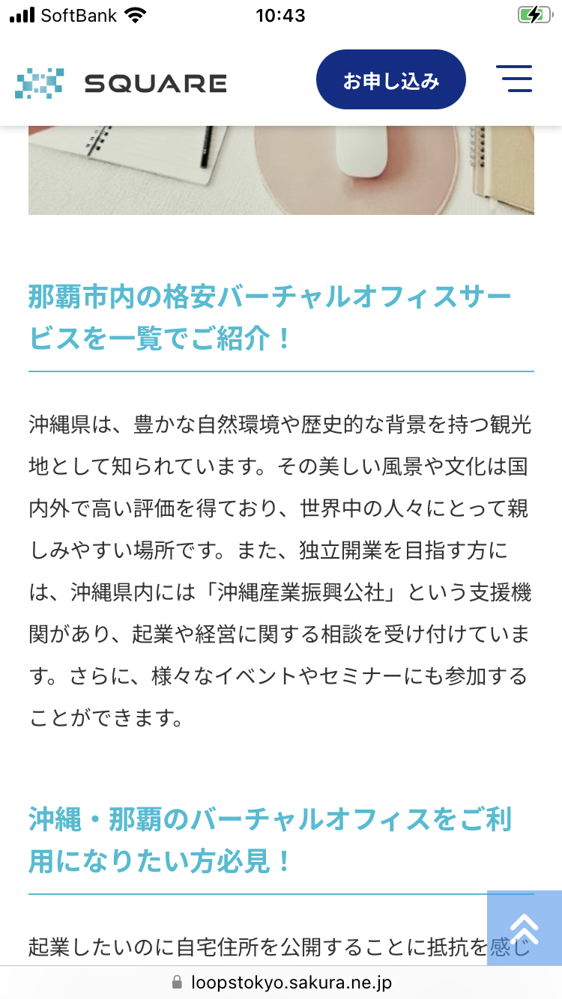 SoftBank 10:43
SQUARE お申し込み
那覇市内の格安バーチャルオフィスサー
ビスを一覧でご紹介！
沖縄県は、豊かな自然環境や歴史的な背景を持つ観光
地として知られています。その美しい風景や文化は国
内外で高い評価を得ており、世界中の人々にとって親
しみやすい場所です。また、独立開業を目指す方に
は、沖縄県内には「沖縄産業振興公社」という支援機
関があり、起業や経営に関する相談を受け付けていま
す。さらに、様々なイベントやセミナーにも参加する
ことができます。
沖縄・那覇のバーチャルオフィスをご利
用になりたい方必見！
起業したいのに自宅住所を公開することに抵抗を感じ
loopstokyo.sakura.ne.jp